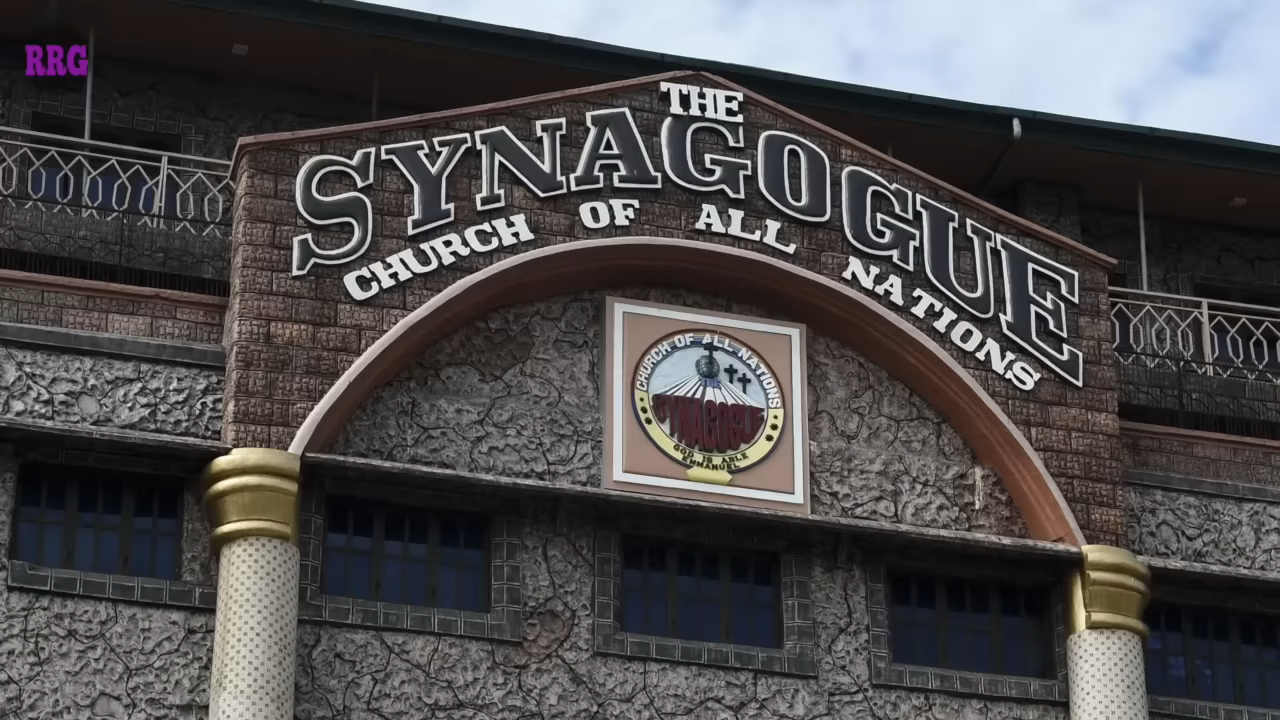 RRG
THE
SYNAGOGUE
CHURCH OF ALL NATIONS
CHURCH OF ALL NATIONS
SYNAGOGUE
GOD IS ABLE
EMMANUEL